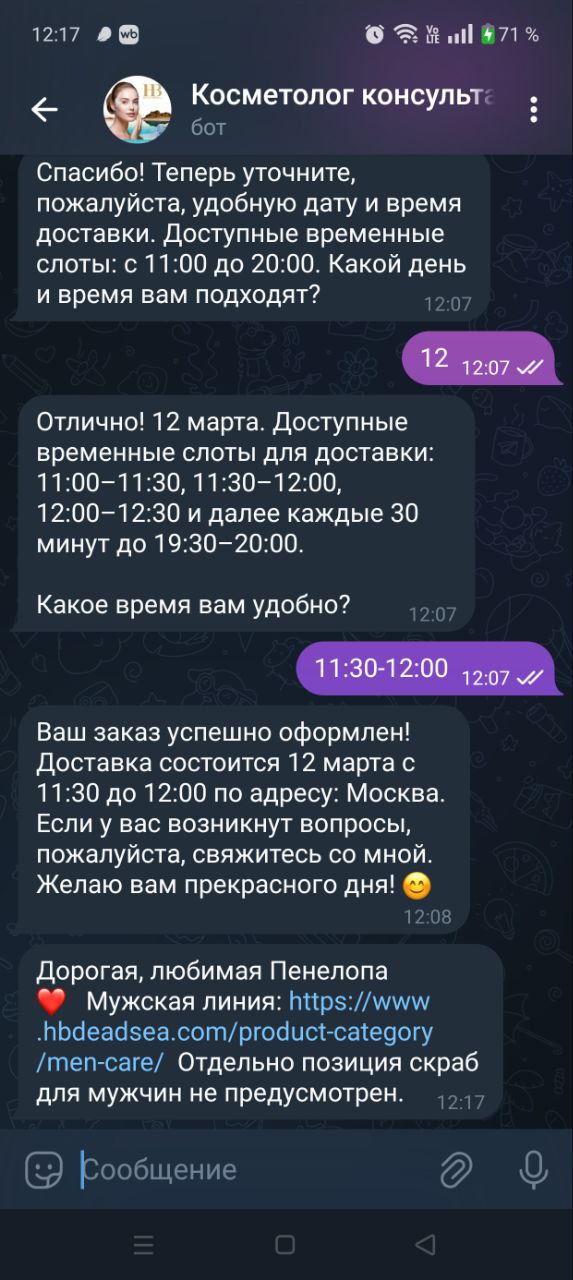 12:17 wb VoLTE 71 %
HB
Косметолог консульта
бот
Спасибо! Теперь уточните,
пожалуйста, удобную дату и время
доставки. Доступные временные
слоты: с 11:00 до 20:00. Какой день
и время вам подходят?
12:07
12 12:07
Отлично! 12 марта. Доступные
временные слоты для доставки:
11:00–11:30, 11:30–12:00,
12:00–12:30 и далее каждые 30
минут до 19:30–20:00.
Какое время вам удобно?
12:07
11:30-12:00 12:07
Ваш заказ успешно оформлен!
Доставка состоится 12 марта с
11:30 до 12:00 по адресу: Москва.
Если у вас возникнут вопросы,
пожалуйста, свяжитесь со мной.
Желаю вам прекрасного дня! 😊
12:08
Дорогая, любимая Пенелопа
❤️ Мужская линия: https://www
.hbdeadsea.com/product-category
/men-care/ Отдельно позиция скраб
для мужчин не предусмотрен.
12:17
Сообщение